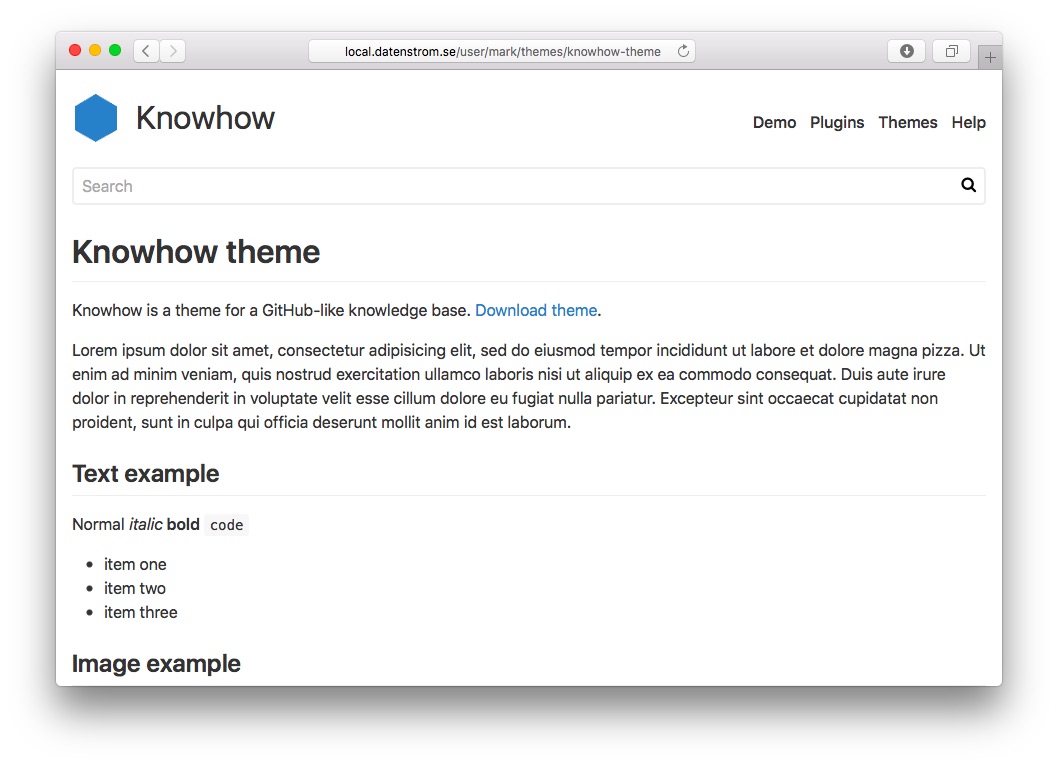 local.datenstrom.se/user/mark/themes/knowhow-theme
Knowhow
Demo Plugins Themes Help
Search
Knowhow theme
Knowhow is a theme for a GitHub-like knowledge base. Download theme.
Lorem ipsum dolor sit amet, consectetur adipisicing elit, sed do eiusmod tempor incididunt ut labore et dolore magna pizza. Ut
enim ad minim veniam, quis nostrud exercitation ullamco laboris nisi ut aliquip ex ea commodo consequat. Duis aute irure
dolor in reprehenderit in voluptate velit esse cillum dolore eu fugiat nulla pariatur. Excepteur sint occaecat cupidatat non
proident, sunt in culpa qui officia deserunt mollit anim id est laborum.
Text example
Normal italic bold code
• item one
• item two
• item three
Image example